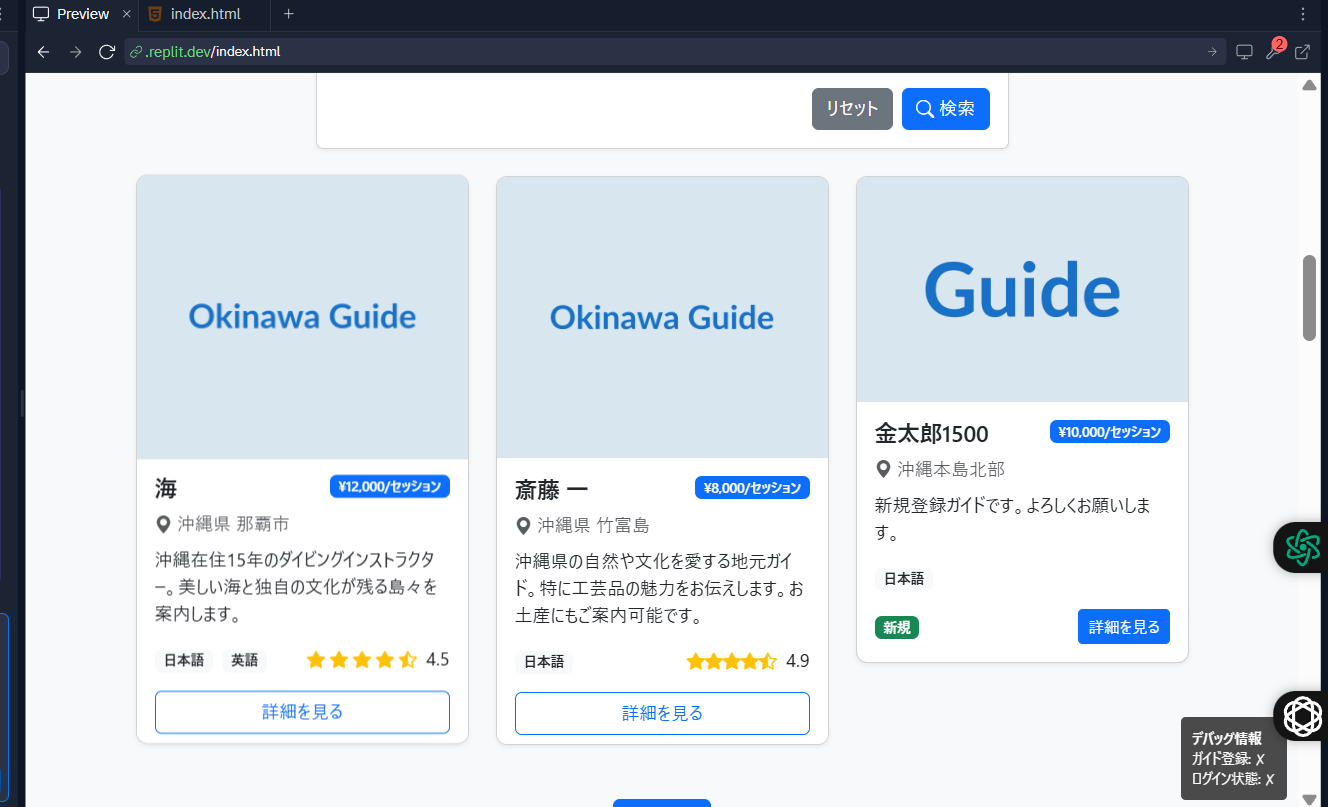 Preview
index.html
.replit.dev/index.html
2
リセット
検索
Okinawa Guide
海
¥12,000/セッション
沖縄県 那覇市
沖縄在住15年のダイビングインストラクタ
ー。美しい海と独自の文化が残る島々を
案内します。
日本語 英語
4.5
詳細を見る
Okinawa Guide
斎藤 一
¥8,000/セッション
沖縄県 竹富島
沖縄県の自然や文化を愛する地元ガイ
ド。特に工芸品の魅力をお伝えします。お
土産にもご案内可能です。
日本語
4.9
詳細を見る
Guide
金太郎1500
¥10,000/セッション
沖縄本島北部
新規登録ガイドです。よろしくお願いしま
す。
日本語
新規
詳細を見る
デバッグ情報
ガイド登録: ✗
ログイン状態: ✗